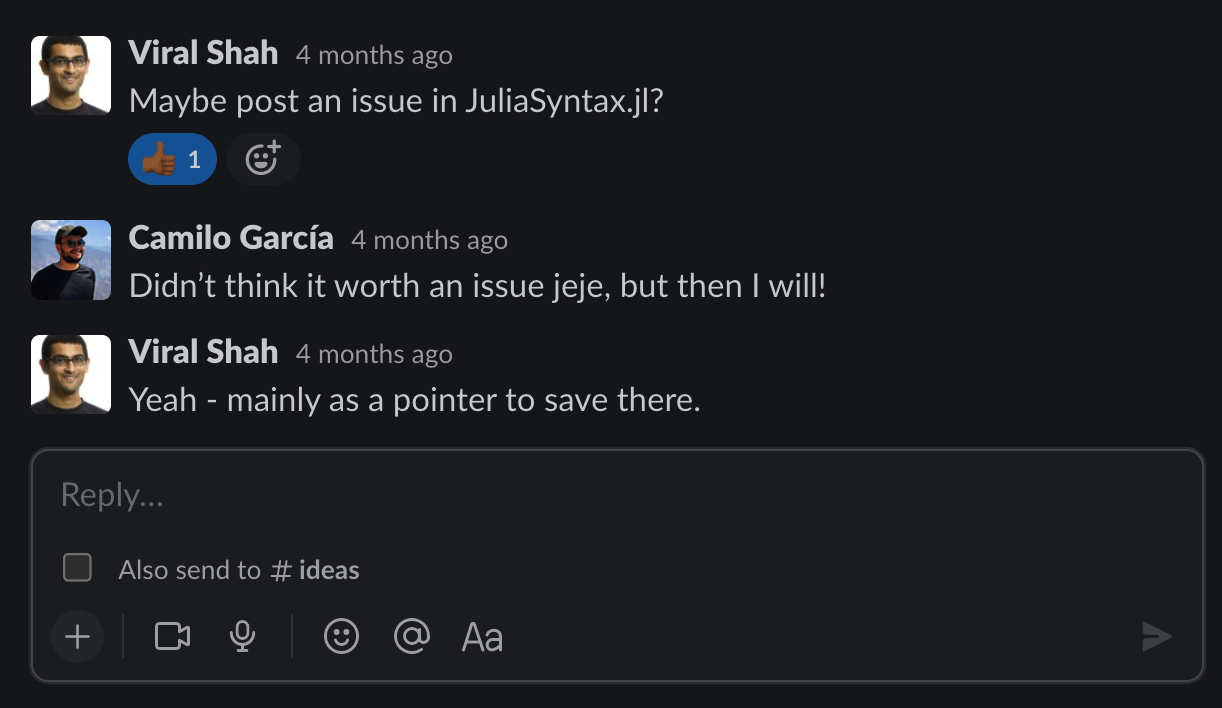 Viral Shah 4 months ago
Maybe post an issue in JuliaSyntax.jl?
1
Camilo García 4 months ago
Didn’t think it worth an issue jeje, but then I will!
Viral Shah 4 months ago
Yeah - mainly as a pointer to save there.
Reply...
Also send to # ideas
Aa